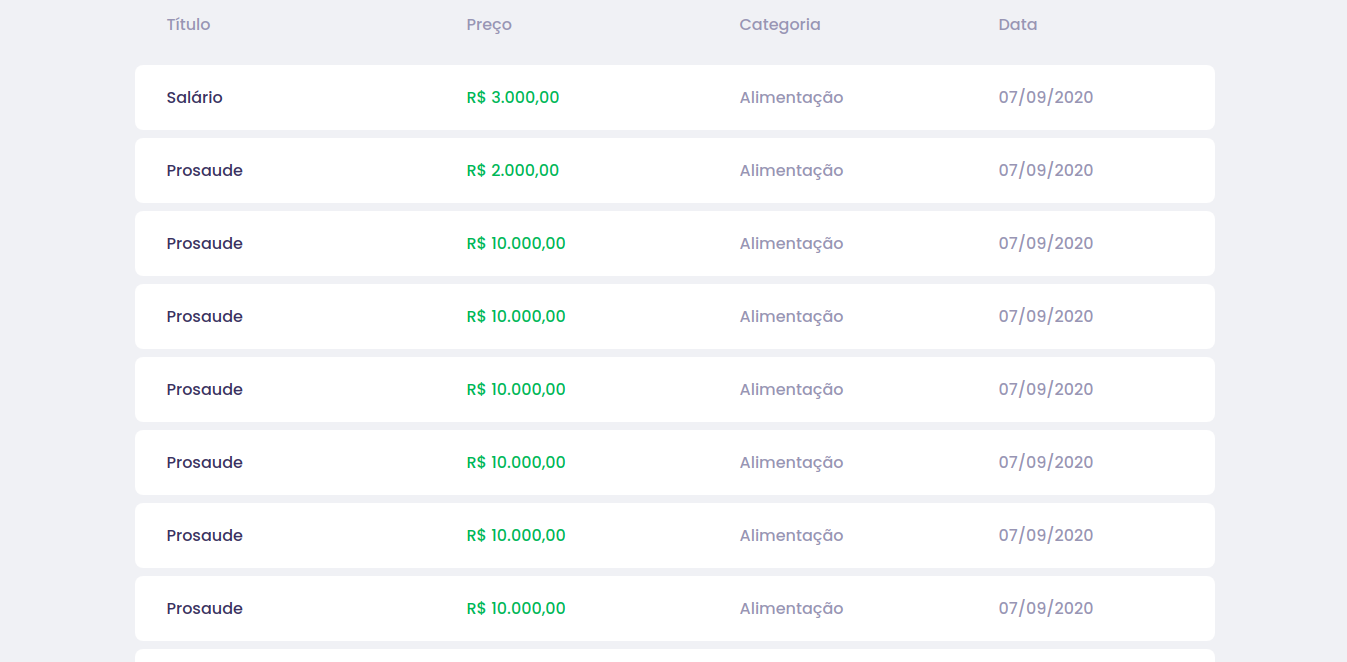 Título Preço Categoria Data
Salário R$ 3.000,00 Alimentação 07/09/2020
Prosaude R$ 2.000,00 Alimentação 07/09/2020
Prosaude R$ 10.000,00 Alimentação 07/09/2020
Prosaude R$ 10.000,00 Alimentação 07/09/2020
Prosaude R$ 10.000,00 Alimentação 07/09/2020
Prosaude R$ 10.000,00 Alimentação 07/09/2020
Prosaude R$ 10.000,00 Alimentação 07/09/2020
Prosaude R$ 10.000,00 Alimentação 07/09/2020